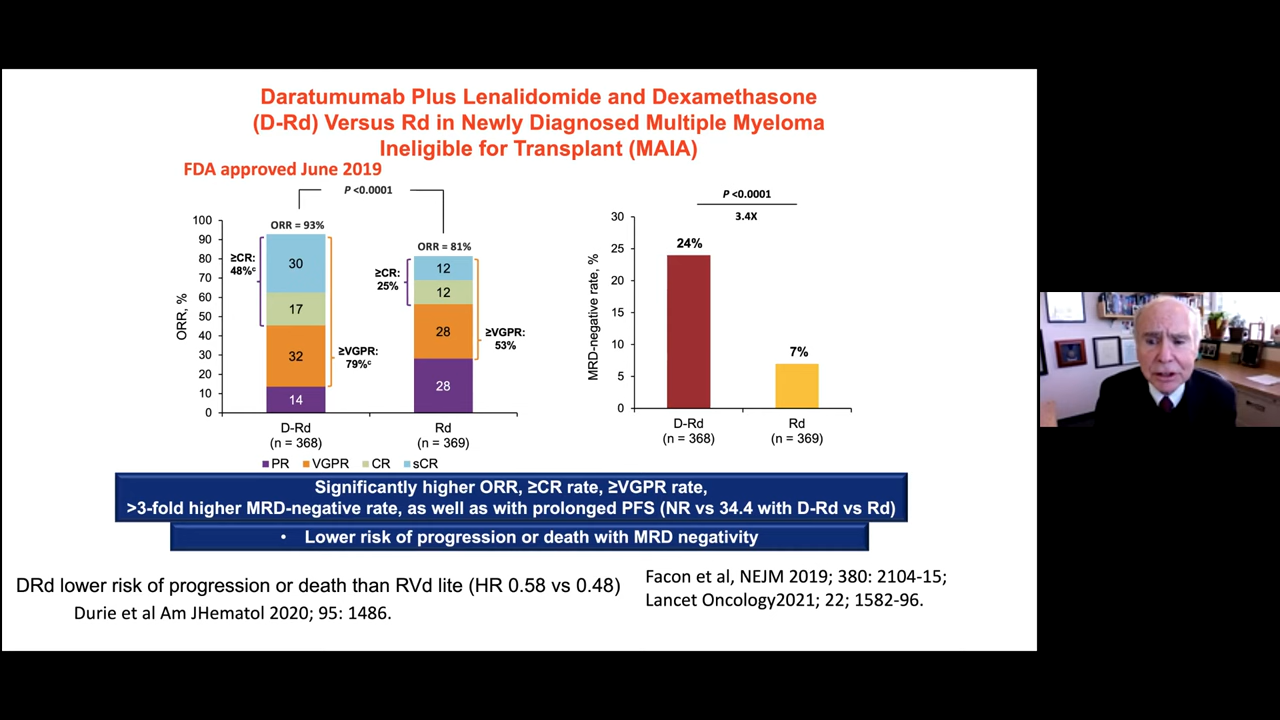 Daratumumab Plus Lenalidomide and Dexamethasone
(D-Rd) Versus Rd in Newly Diagnosed Multiple Myeloma
Ineligible for Transplant (MAIA)
FDA approved June 2019
P <0.0001
ORR = 93%
ORR = 81%
ORR, %
100
90
80
70
60
50
40
30
20
10
0
≥CR:
48%ᶜ
30
17
32
14
≥VGPR:
79%ᶜ
≥CR:
25%
12
12
28
28
≥VGPR:
53%
D-Rd
(n = 368)
Rd
(n = 369)
PR VGPR CR sCR
P <0.0001
3.4X
MRD-negative rate, %
30
25
20
15
10
5
0
24%
7%
D-Rd
(n = 368)
Rd
(n = 369)
Significantly higher ORR, ≥CR rate, ≥VGPR rate,
>3-fold higher MRD-negative rate, as well as with prolonged PFS (NR vs 34.4 with D-Rd vs Rd)
• Lower risk of progression or death with MRD negativity
DRd lower risk of progression or death than RVd lite (HR 0.58 vs 0.48)
Durie et al Am JHematol 2020; 95: 1486.
Facon et al, NEJM 2019; 380: 2104-15;
Lancet Oncology2021; 22; 1582-96.